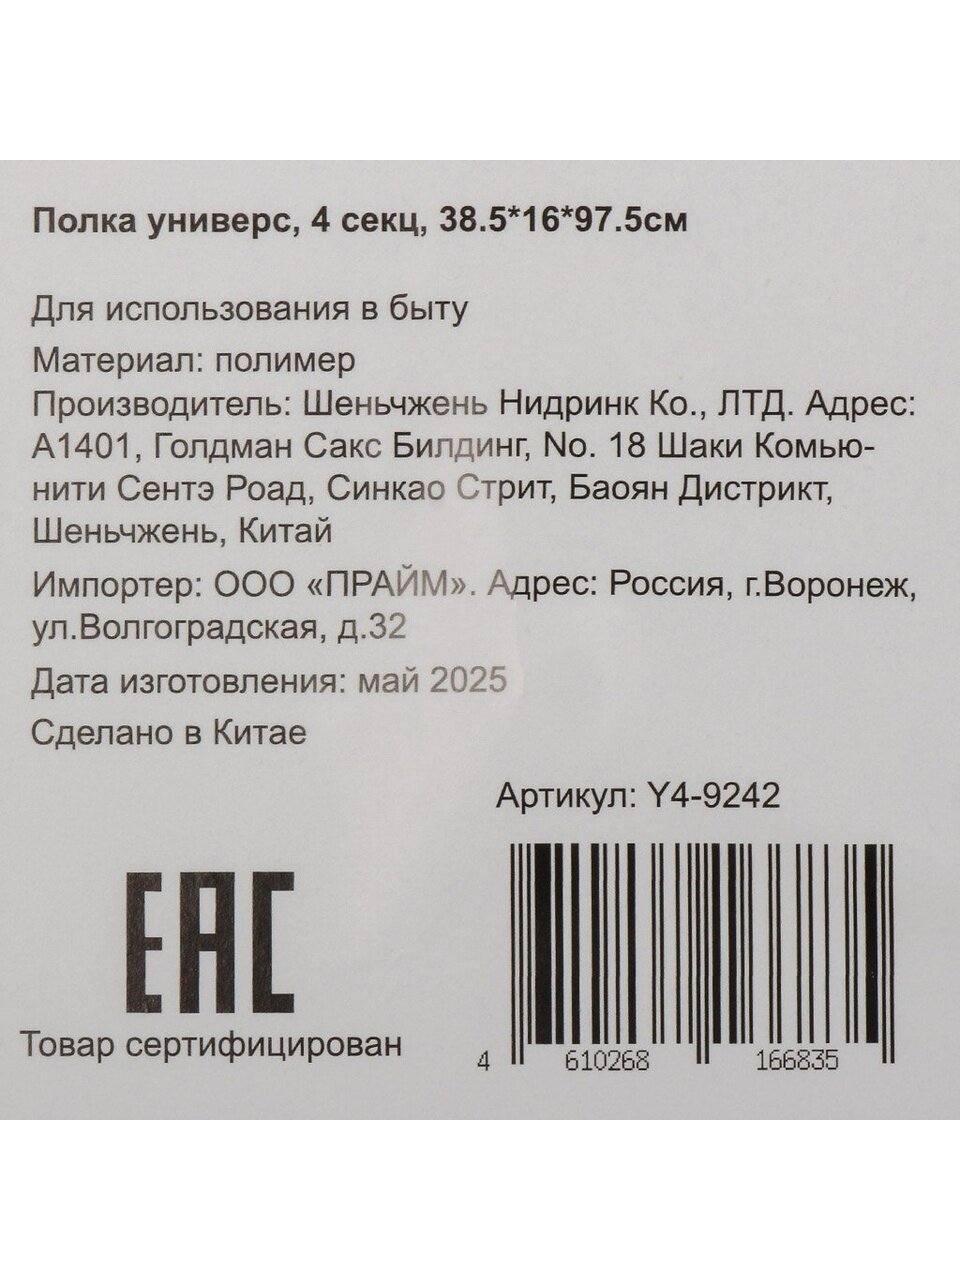 Полка универс, 4 секц, 38.5*16*97.5см
Для использования в быту
Материал: полимер
Производитель: Шеньчжень Нидринк Ко., ЛТД. Адрес:
А1401, Голдман Сакс Билдинг, No. 18 Шаки Комью-
нити Сентэ Роад, Синкао Стрит, Баоян Дистрикт,
Шеньчжень, Китай
Импортер: ООО «ПРАЙМ». Адрес: Россия, г.Воронеж,
ул.Волгоградская, д.32
Дата изготовления: май 2025
Сделано в Китае
Артикул: Y4-9242
EAC
Товар сертифицирован
4 610268 166835